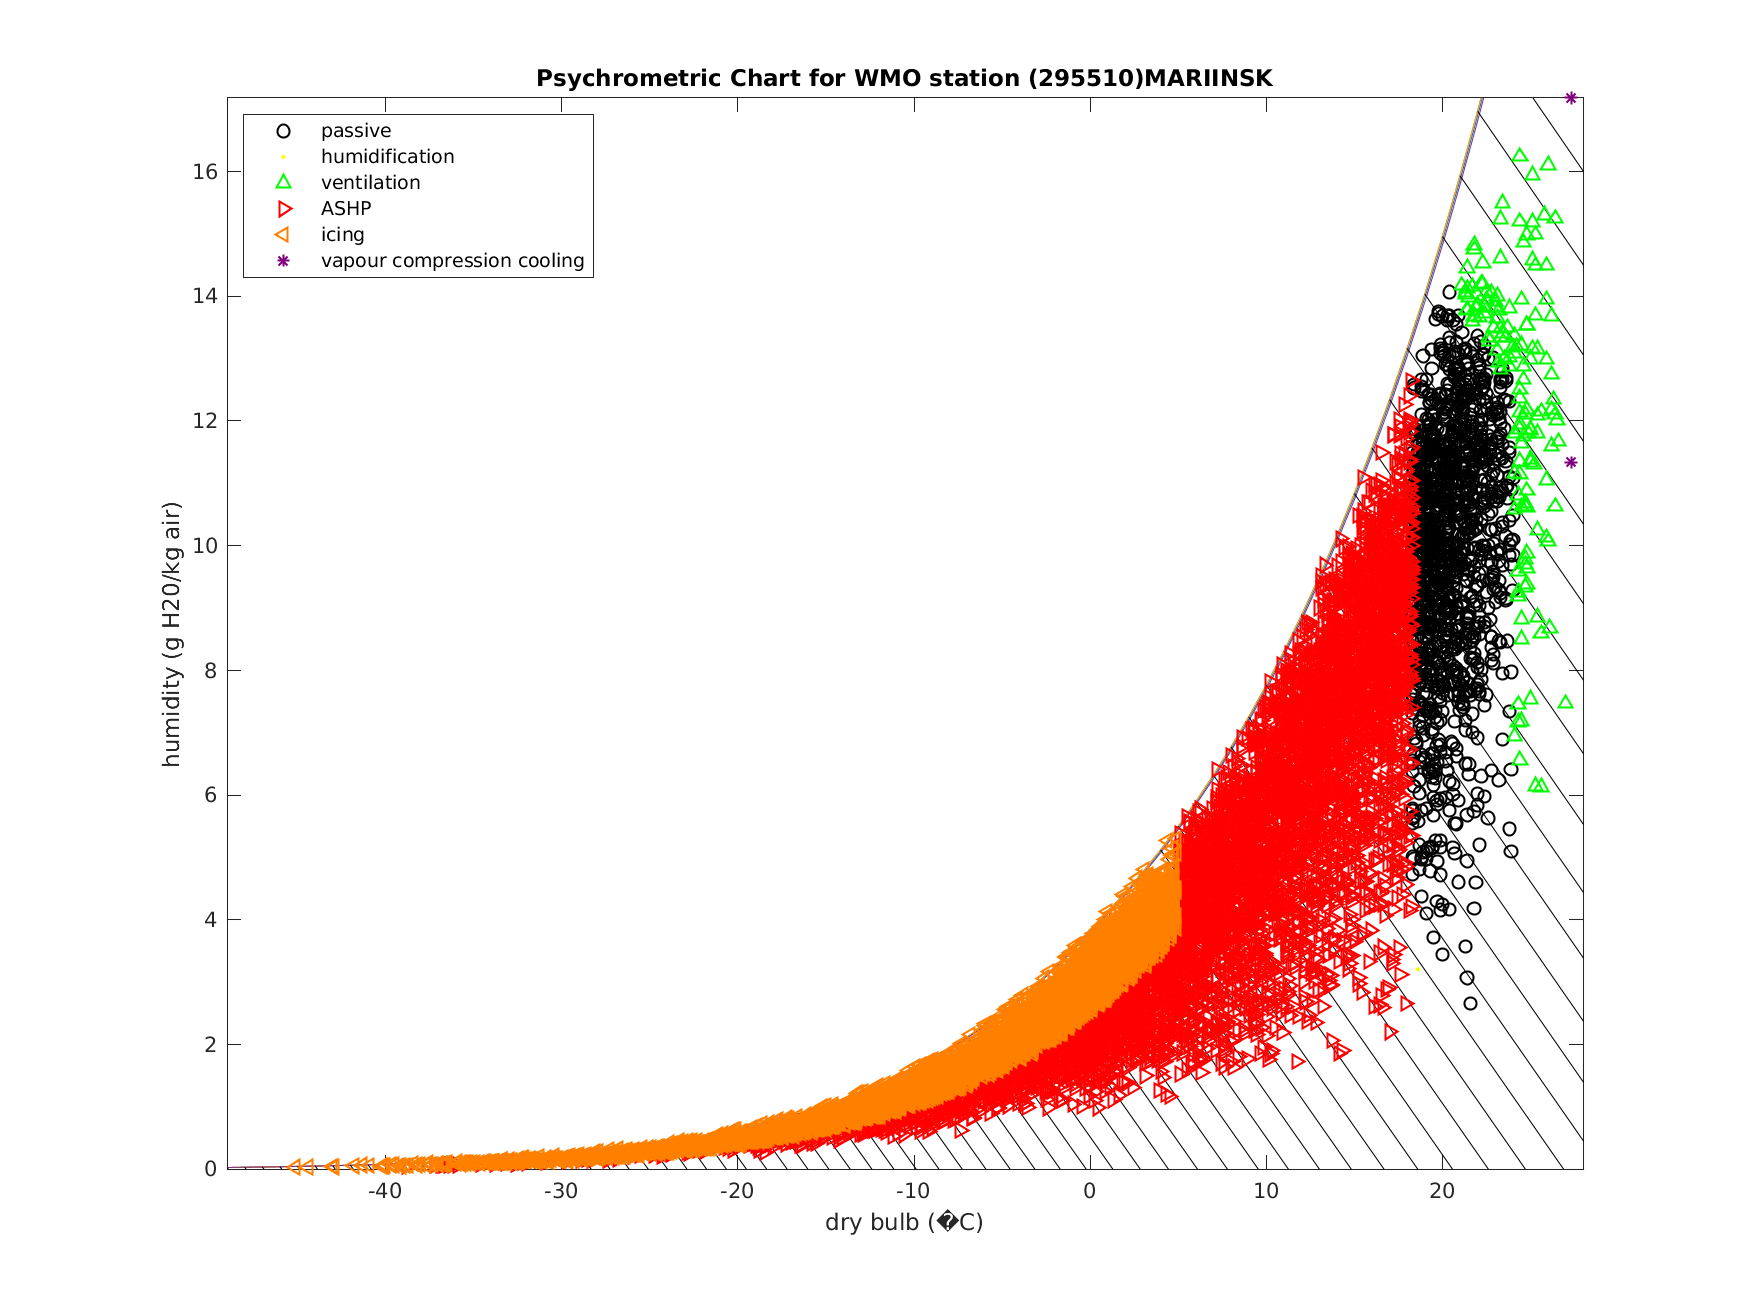 Psychrometric Chart for WMO station (295510)MARIINSK
passive
humidification
ventilation
ASHP
icing
vapour compression cooling
humidity (g H20/kg air)
16
14
12
10
8
6
4
2
0
-40 -30 -20 -10 0 10 20
dry bulb (�C)